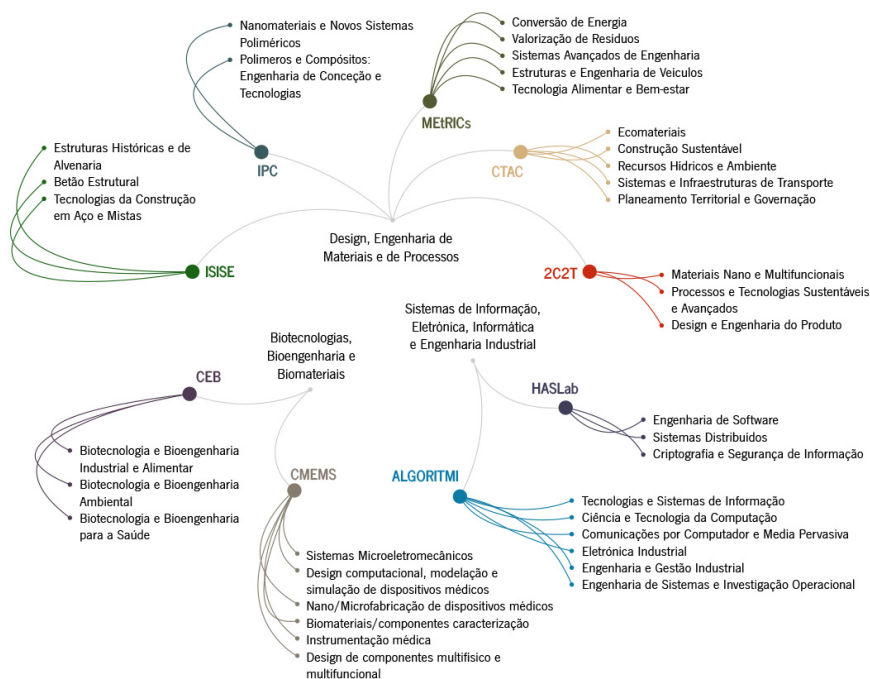 Nanomateriais e Novos Sistemas
Poliméricos
Polimeros e Compósitos:
Engenharia de Conceção e
Tecnologias
IPC
Conversão de Energia
Valorização de Residuos
Sistemas Avançados de Engenharia
Estruturas e Engenharia de Veiculos
Tecnologia Alimentar e Bem-estar
MEtRICs
Ecomateriais
Construção Sustentável
Recursos Hídricos e Ambiente
Sistemas e Infraestruturas de Transporte
Planeamento Territorial e Governação
CTAC
Estruturas Históricas e de
Alvenaria
Betão Estrutural
Tecnologias da Construção
em Aço e Mistas
ISISE
Design, Engenharia de
Materiais e de Processos
2C2T
Materiais Nano e Multifuncionais
Processos e Tecnologias Sustentáveis
e Avançados
Design e Engenharia do Produto
Sistemas de Informação,
Eletrónica, Informática
e Engenharia Industrial
Biotecnologias,
Bioengenharia e
Biomateriais
CEB
Biotecnologia e Bioengenharia
Industrial e Alimentar
Biotecnologia e Bioengenharia
Ambiental
Biotecnologia e Bioengenharia
para a Saúde
CMEMS
Sistemas Microeletromecânicos
Design computacional, modelação e
simulação de dispositivos médicos
Nano/Microfabricação de dispositivos médicos
Biomateriais/componentes caracterização
Instrumentação médica
Design de componentes multifísico e
multifuncional
HASLab
Engenharia de Software
Sistemas Distribuidos
Criptografia e Segurança de Informação
ALGORITMI
Tecnologias e Sistemas de Informação
Ciência e Tecnologia da Computação
Comunicações por Computador e Media Pervasiva
Eletrónica Industrial
Engenharia e Gestão Industrial
Engenharia de Sistemas e Investigação Operacional